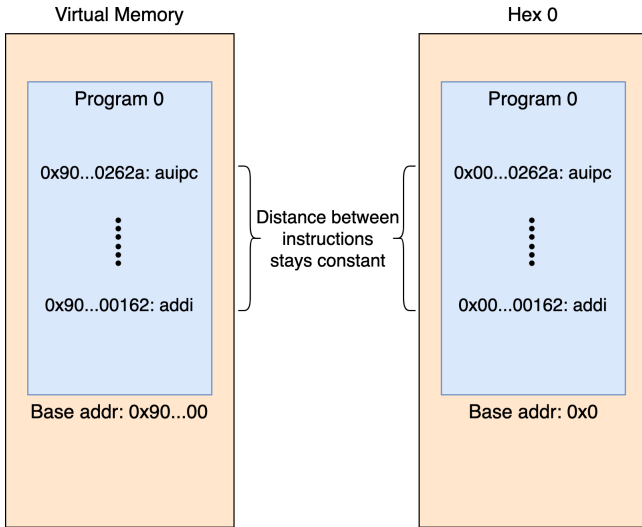 Virtual Memory
Hex 0
Program 0
0x90...0262a: auipc
0x90...00162: addi
Base addr: 0x90...00
Distance between
instructions
stays constant
Program 0
0x00...0262a: auipc
0x00...00162: addi
Base addr: 0x0